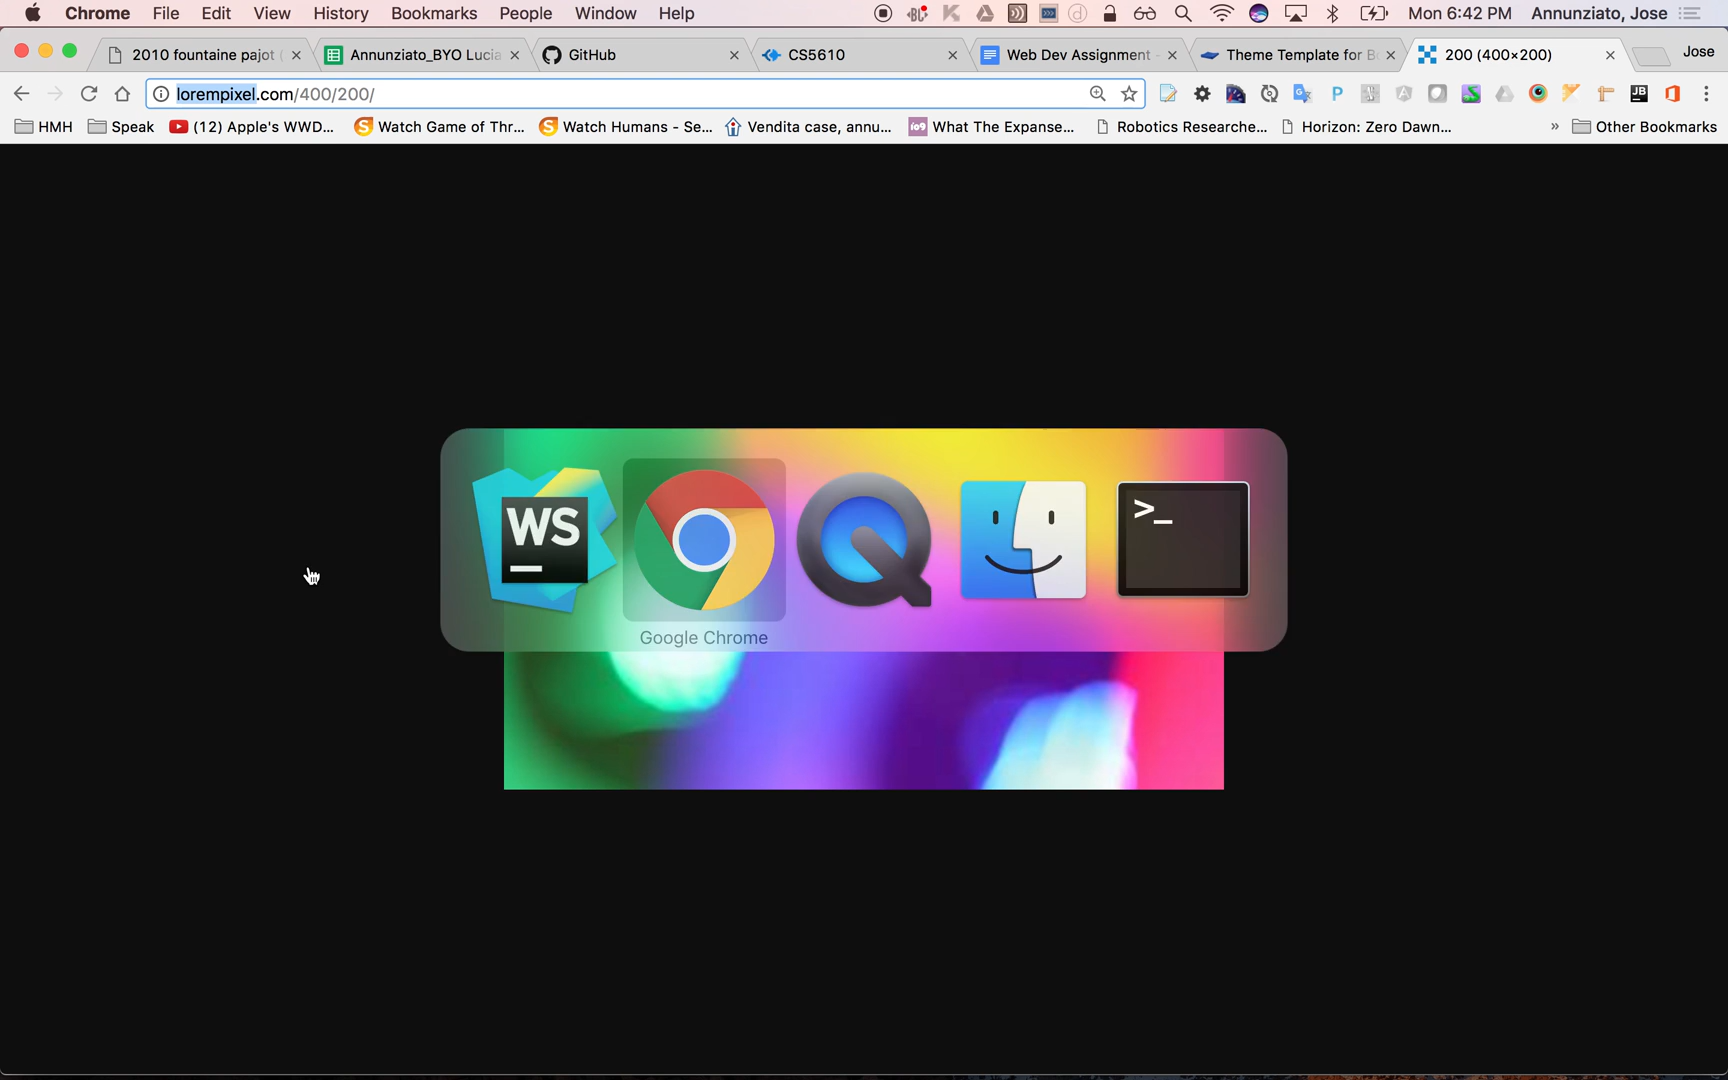 Chrome File Edit View History Bookmarks People Window Help Mon 6:42 PM Annunziato, Jose
2010 fountaine pajot ( Annunziato_BYO Lucia GitHub CS5610 Web Dev Assignment - Theme Template for Bo 200 (400×200) Jose
lorempixel.com/400/200/
HMH Speak (12) Apple's WWD... Watch Game of Thr... Watch Humans - Se... Vendita case, annu... What The Expanse... Robotics Researche... Horizon: Zero Dawn... » Other Bookmarks
WS >_
Google Chrome